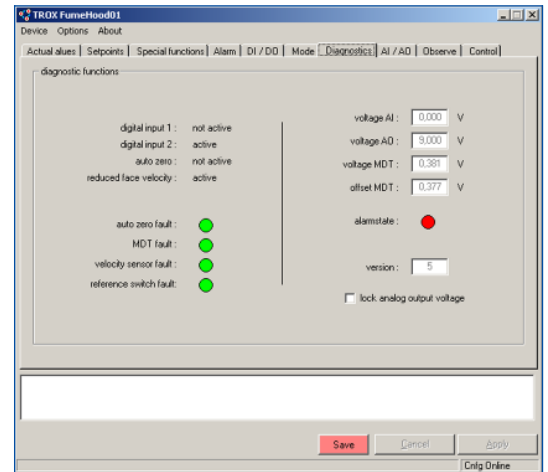 TROX FumeHood01
Device Options About
Actual alues Setpoints Special functions Alarm DI / DO Mode Diagnostics AI / AO Observe Control
diagnostic functions
digital input 1 : not active
digital input 2 : active
auto zero : not active
reduced face velocity : active
auto zero fault :
MDT fault :
velocity sensor fault :
reference switch fault:
voltage AI : 0,000 V
voltage AO : 9,000 V
voltage MDT : 0,381 V
offset MDT : 0,377 V
alarmstate :
version : 5
lock analog output voltage
Save Cancel Apply
Cnfg Online